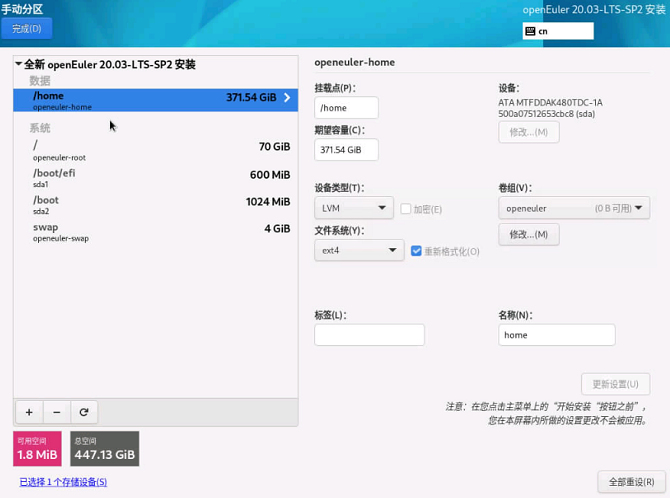 手动分区
openEuler 20.03-LTS-SP2 安装
完成(D)
cn
全新 openEuler 20.03-LTS-SP2 安装
数据
/home
371.54 GiB
openeuler-home
系统
/
70 GiB
openeuler-root
/boot/efi
600 MiB
sda1
/boot
1024 MiB
sda2
swap
4 GiB
openeuler-swap
+ −
可用空间
1.8 MiB
总空间
447.13 GiB
已选择 1 个存储设备(S)
openeuler-home
挂载点(P)：
/home
期望容量(C)：
371.54 GiB
设备：
ATA MTFDDAK480TDC-1A
500a07512653cbc8 (sda)
修改...(M)
设备类型(T)：
LVM
加密(E)
文件系统(Y)：
ext4
重新格式化(O)
卷组(V)：
openeuler (0 B 可用)
修改...(M)
标签(L)：
名称(N)：
home
更新设置(U)
注意：在您点击主菜单上的“开始安装“按钮之前”，
您在本屏幕内所做的设置更改不会被应用。
全部重设(R)